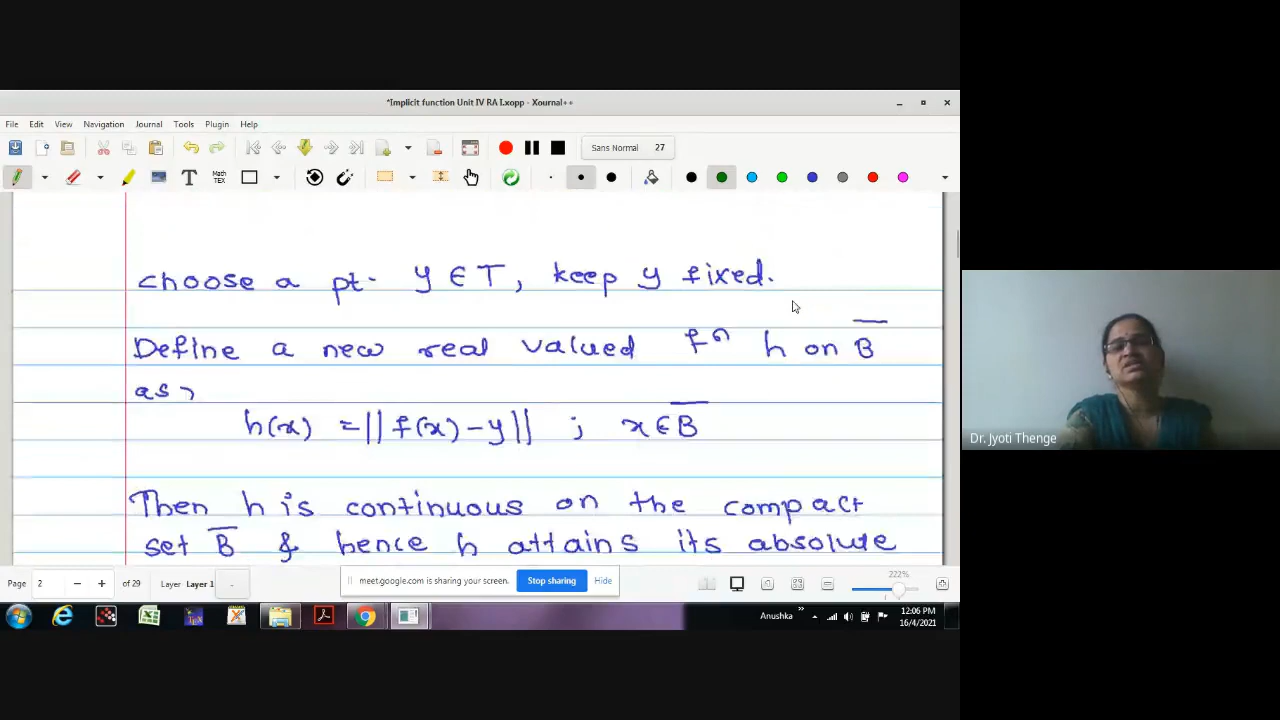 *Implicit function Unit IV RA I.xopp - Xournal++
File Edit View Navigation Journal Tools Plugin Help
Sans Normal 27
Math
TEX
choose a pt. y ∈ T, keep y fixed.
Define a new real valued fn h on B̅
as,
h(x) = ||f(x) - y|| ; x ∈ B̅
Then h is continuous on the compact
set B̅ & hence h attains its absolute
Dr. Jyoti Thenge
Page 2 of 29 Layer Layer 1
meet.google.com is sharing your screen. Stop sharing Hide
222%
Anushka
12:06 PM
16/4/2021